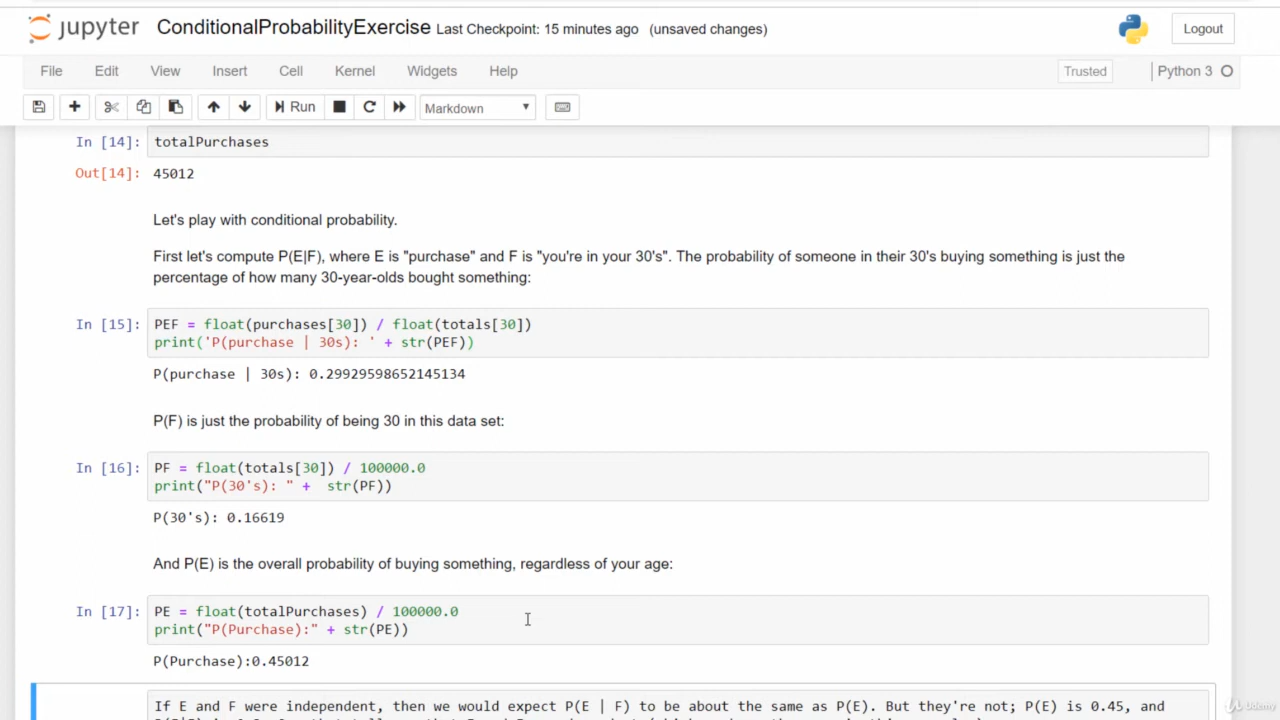 jupyter ConditionalProbabilityExercise Last Checkpoint: 15 minutes ago (unsaved changes) Logout
File Edit View Insert Cell Kernel Widgets Help Trusted Python 3
Run Markdown
In [14]: totalPurchases
Out[14]: 45012
Let's play with conditional probability.
First let's compute P(E|F), where E is "purchase" and F is "you're in your 30's". The probability of someone in their 30's buying something is just the
percentage of how many 30-year-olds bought something:
In [15]: PEF = float(purchases[30]) / float(totals[30])
print('P(purchase | 30s): ' + str(PEF))
P(purchase | 30s): 0.29929598652145134
P(F) is just the probability of being 30 in this data set:
In [16]: PF = float(totals[30]) / 100000.0
print("P(30's): " +  str(PF))
P(30's): 0.16619
And P(E) is the overall probability of buying something, regardless of your age:
In [17]: PE = float(totalPurchases) / 100000.0
print("P(Purchase):" + str(PE))
P(Purchase):0.45012
If E and F were independent, then we would expect P(E | F) to be about the same as P(E). But they're not; P(E) is 0.45, and
Udemy